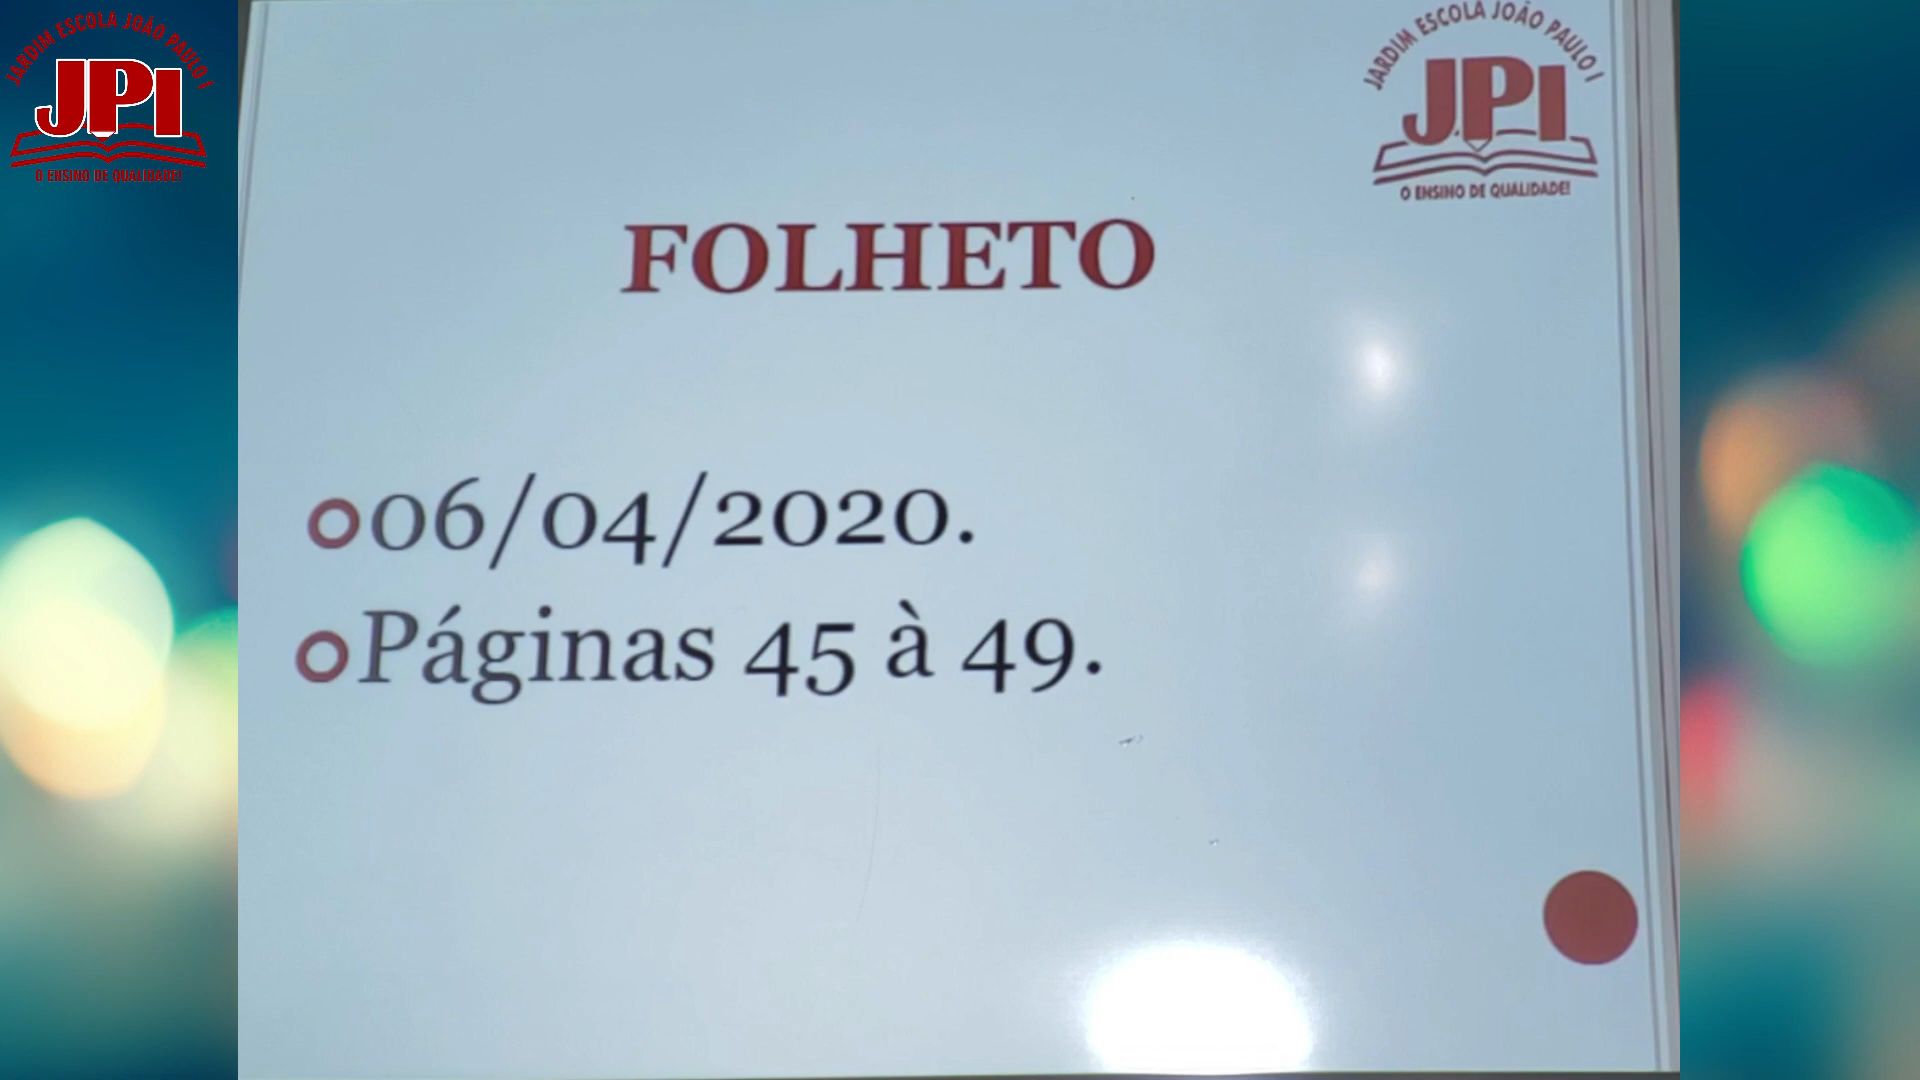 JARDIM ESCOLA JOÃO PAULO I
JPI
O ENSINO DE QUALIDADE!
JARDIM ESCOLA JOÃO PAULO I
JPI
O ENSINO DE QUALIDADE!
FOLHETO
06/04/2020.
Páginas 45 à 49.